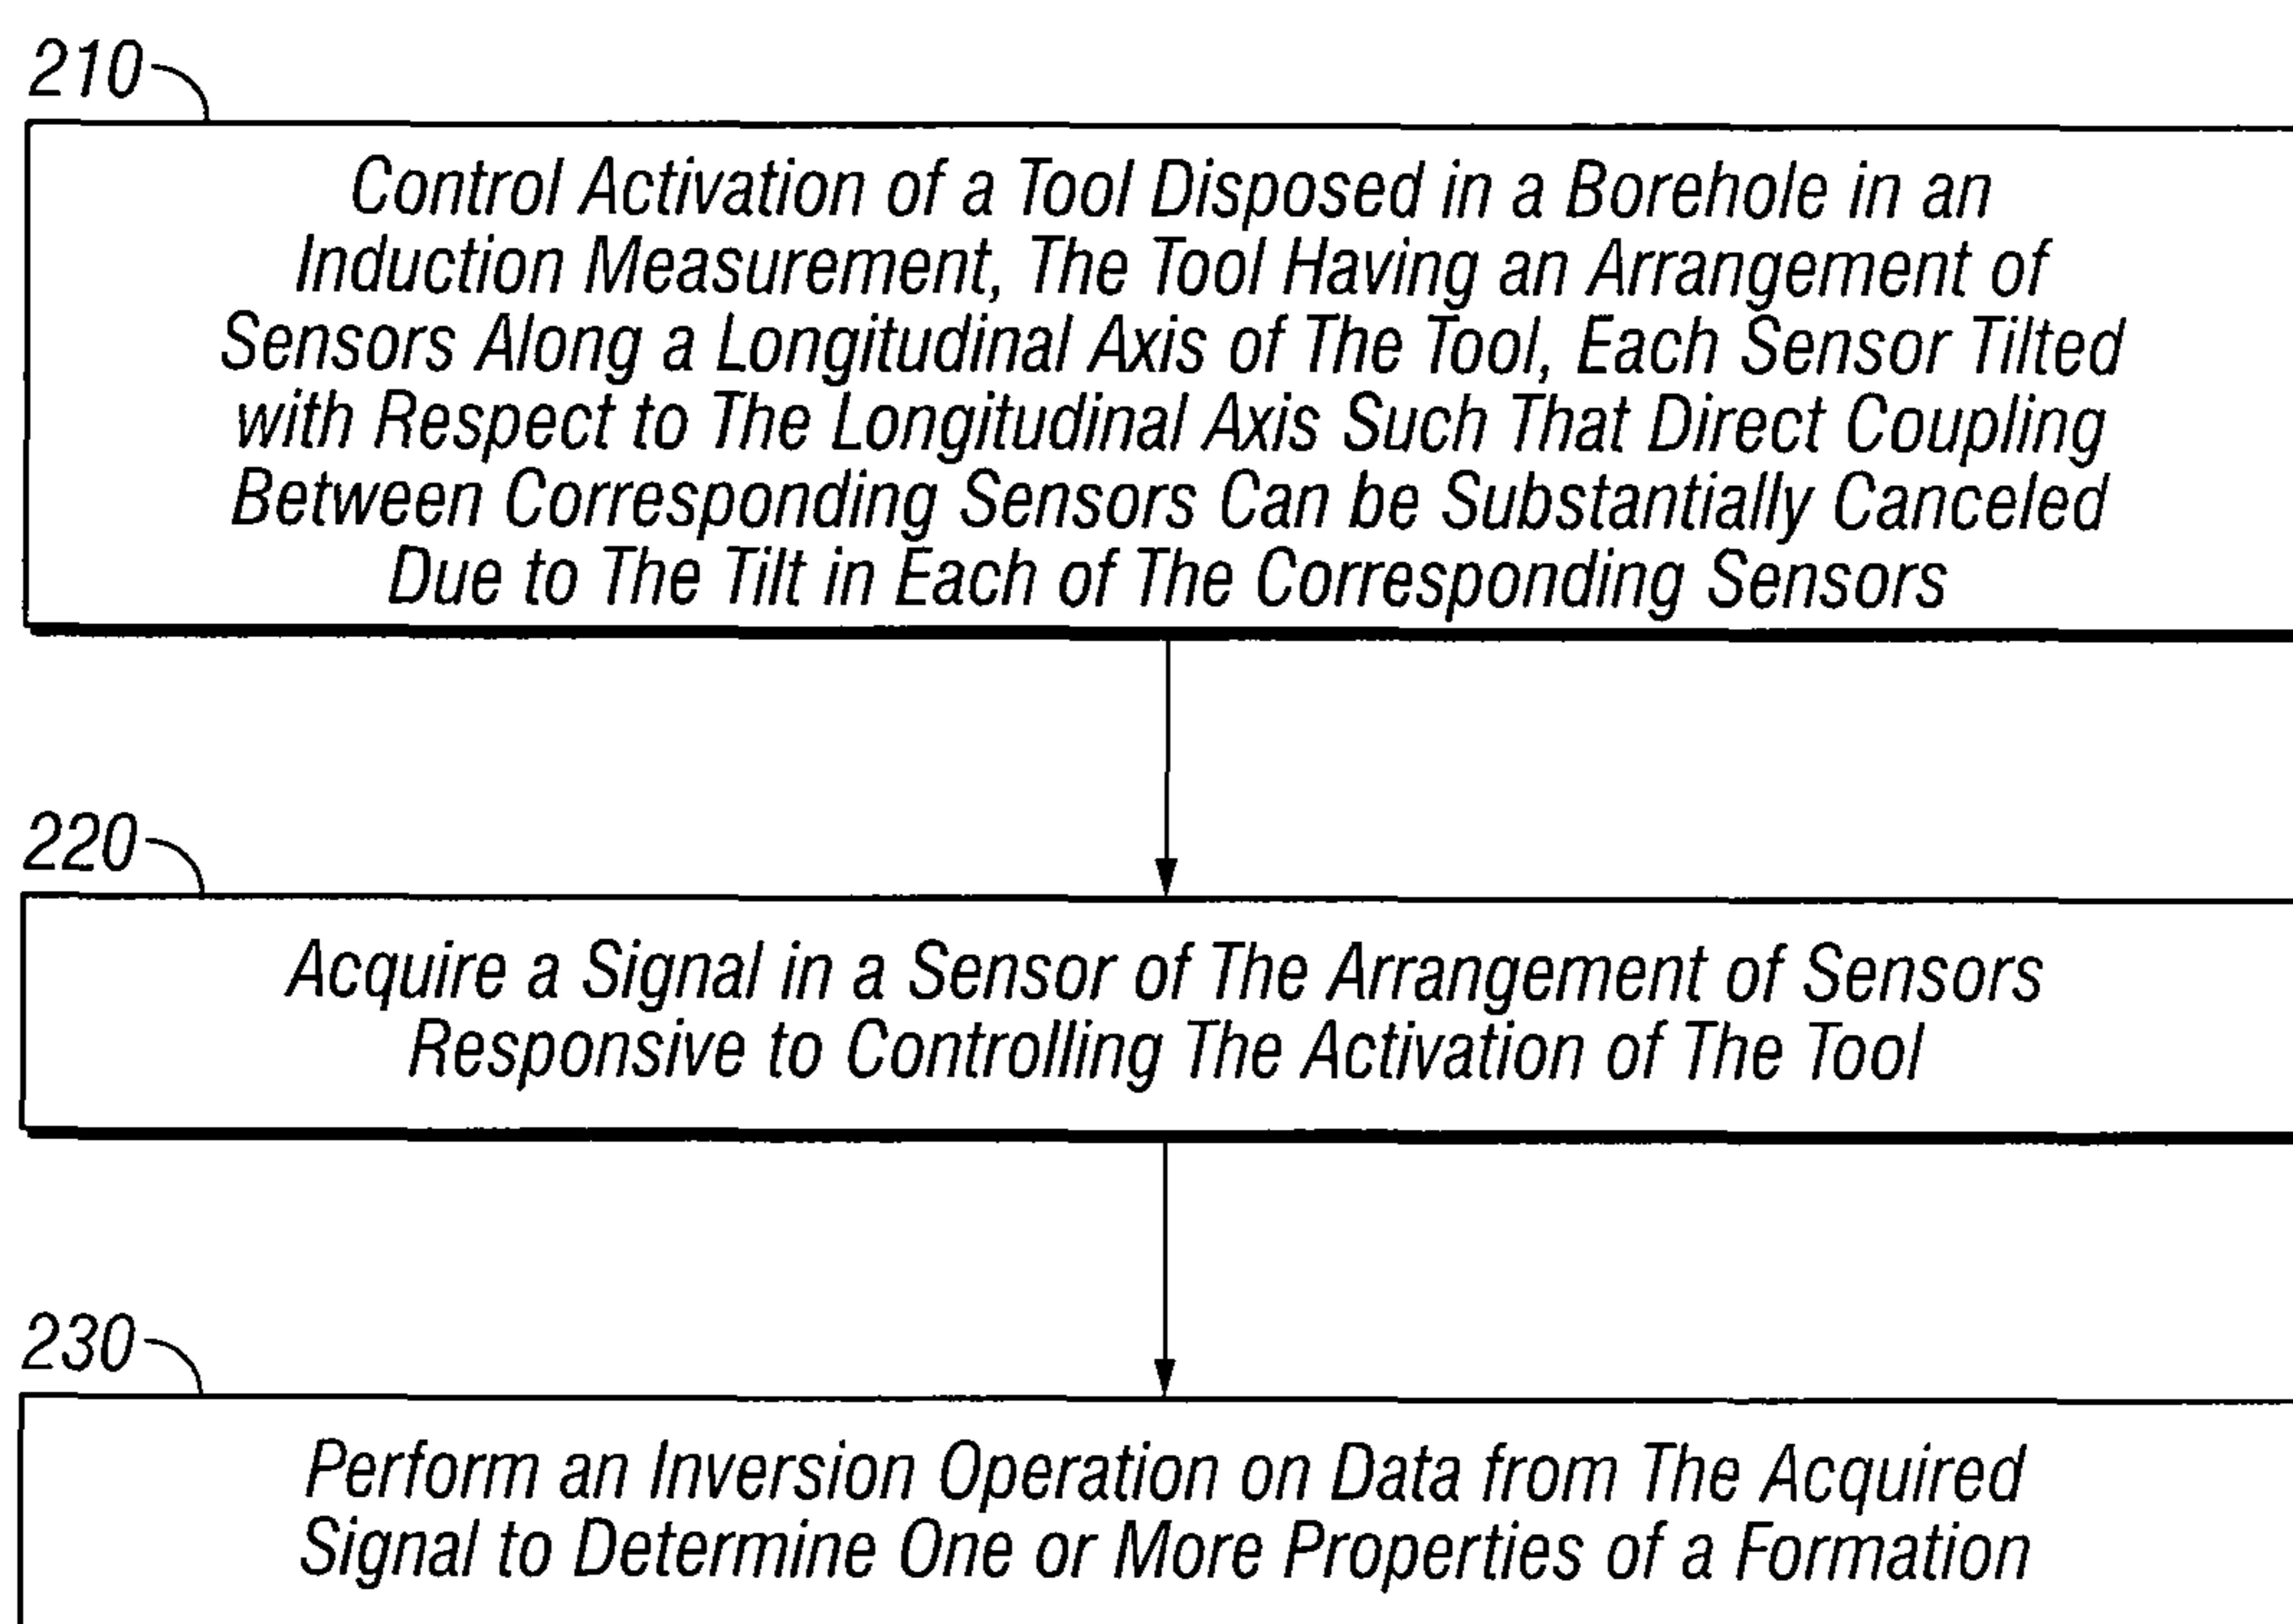 210
Control Activation of a Tool Disposed in a Borehole in an
Induction Measurement, The Tool Having an Arrangement of
Sensors Along a Longitudinal Axis of The Tool, Each Sensor Tilted
with Respect to The Longitudinal Axis Such That Direct Coupling
Between Corresponding Sensors Can be Substantially Canceled
Due to The Tilt in Each of The Corresponding Sensors
220
Acquire a Signal in a Sensor of The Arrangement of Sensors
Responsive to Controlling The Activation of The Tool
230
Perform an Inversion Operation on Data from The Acquired
Signal to Determine One or More Properties of a Formation